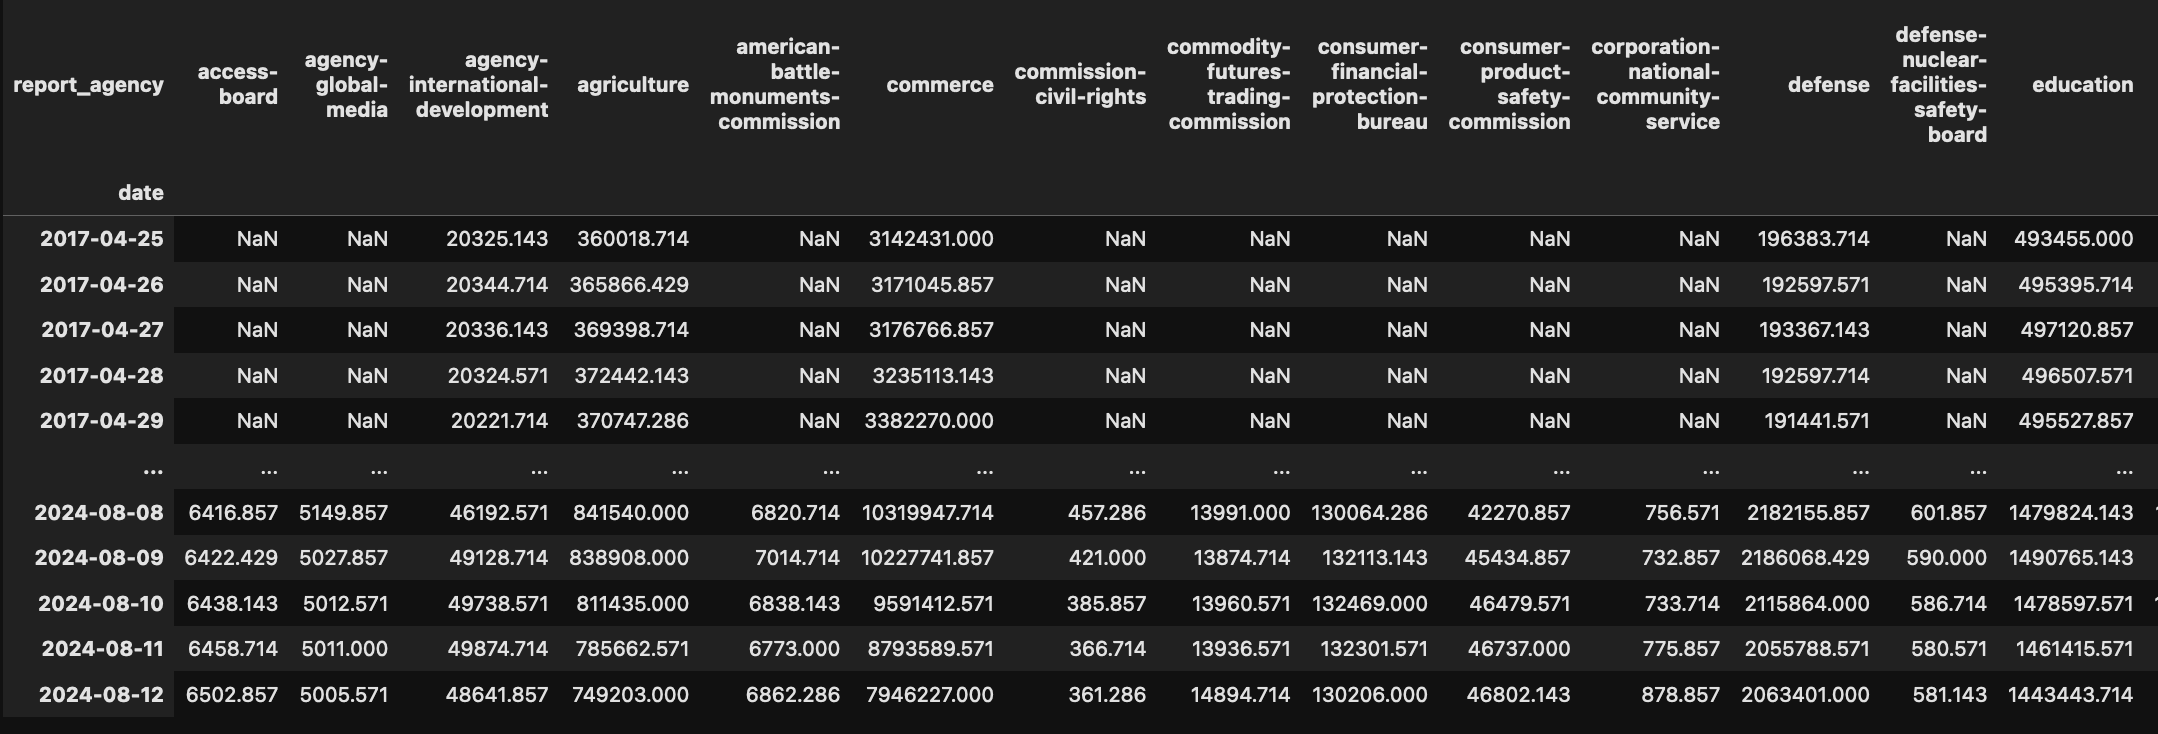 report_agency access-board agency-global-media agency-international-development agriculture american-battle-monuments-commission commerce commission-civil-rights commodity-futures-trading-commission consumer-financial-protection-bureau consumer-product-safety-commission corporation-national-community-service defense defense-nuclear-facilities-safety-board education
date
2017-04-25 NaN NaN 20325.143 360018.714 NaN 3142431.000 NaN NaN NaN NaN NaN 196383.714 NaN 493455.000
2017-04-26 NaN NaN 20344.714 365866.429 NaN 3171045.857 NaN NaN NaN NaN NaN 192597.571 NaN 495395.714
2017-04-27 NaN NaN 20336.143 369398.714 NaN 3176766.857 NaN NaN NaN NaN NaN 193367.143 NaN 497120.857
2017-04-28 NaN NaN 20324.571 372442.143 NaN 3235113.143 NaN NaN NaN NaN NaN 192597.714 NaN 496507.571
2017-04-29 NaN NaN 20221.714 370747.286 NaN 3382270.000 NaN NaN NaN NaN NaN 191441.571 NaN 495527.857
... ... ... ... ... ... ... ... ... ... ... ... ... ... ...
2024-08-08 6416.857 5149.857 46192.571 841540.000 6820.714 10319947.714 457.286 13991.000 130064.286 42270.857 756.571 2182155.857 601.857 1479824.143
2024-08-09 6422.429 5027.857 49128.714 838908.000 7014.714 10227741.857 421.000 13874.714 132113.143 45434.857 732.857 2186068.429 590.000 1490765.143
2024-08-10 6438.143 5012.571 49738.571 811435.000 6838.143 9591412.571 385.857 13960.571 132469.000 46479.571 733.714 2115864.000 586.714 1478597.571
2024-08-11 6458.714 5011.000 49874.714 785662.571 6773.000 8793589.571 366.714 13936.571 132301.571 46737.000 775.857 2055788.571 580.571 1461415.571
2024-08-12 6502.857 5005.571 48641.857 749203.000 6862.286 7946227.000 361.286 14894.714 130206.000 46802.143 878.857 2063401.000 581.143 1443443.714